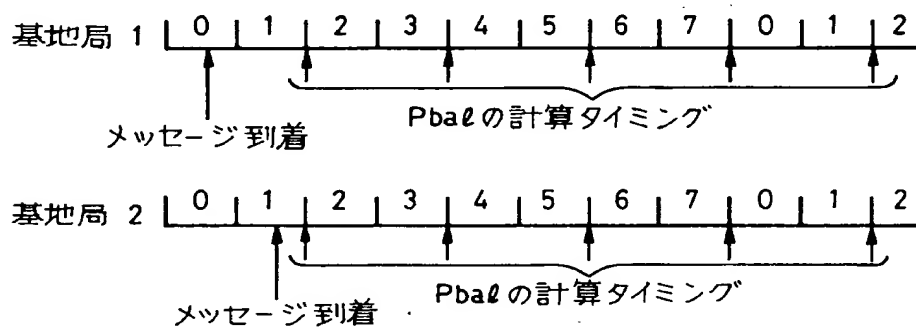 基地局 1 0 1 2 3 4 5 6 7 0 1 2
Pbalの計算タイミング
メッセージ到着
基地局 2 0 1 2 3 4 5 6 7 0 1 2
Pbalの計算タイミング
メッセージ到着